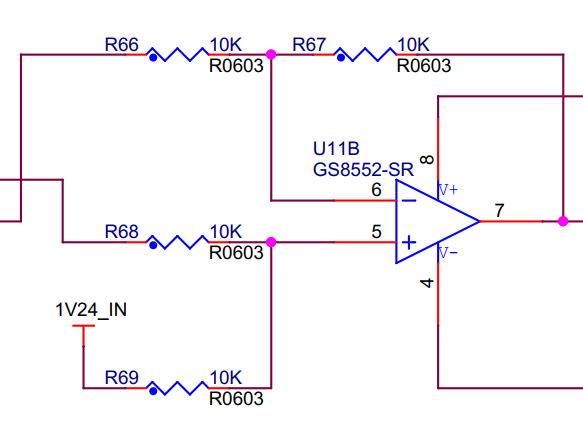 R66 10K R67 10K
R0603 R0603
U11B
GS8552-SR
8
V+
6
−
7
R68 10K 5
+
R0603
V−
4
1V24_IN
R69 10K
R0603